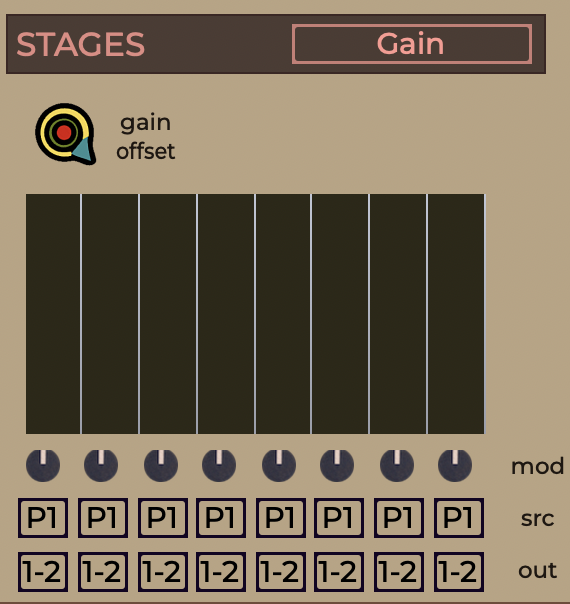 STAGES Gain
gain
offset
mod
P1 P1 P1 P1 P1 P1 P1 P1 src
1-2 1-2 1-2 1-2 1-2 1-2 1-2 1-2 out